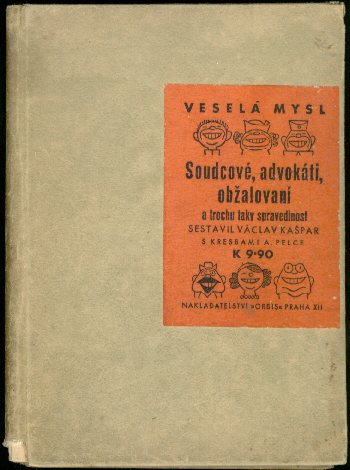 VESELÁ MYSL
Soudcové, advokáti,
obžalovaní
a trochu taky spravedlnost
SESTAVIL VÁCLAV KAŠPAR
S KRESBAMI A. PELCE
K 9·90
NAKLADATELSTVÍ »ORBIS« PRAHA XII